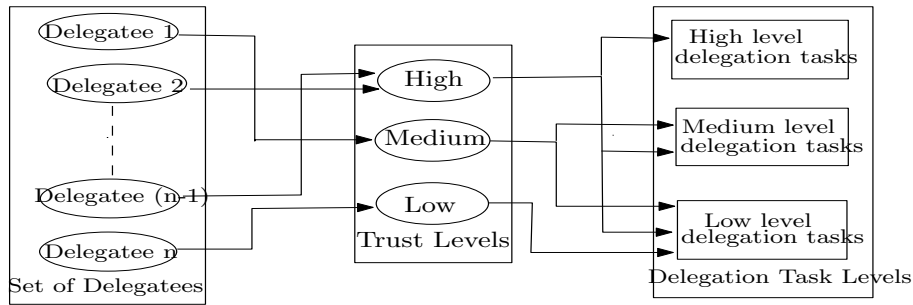 Delegatee 1
Delegatee 2
Delegatee (n-1)
Delegatee n
Set of Delegatees
High
Medium
Low
Trust Levels
High level
delegation tasks
Medium level
delegation tasks
Low level
delegation tasks
Delegation Task Levels